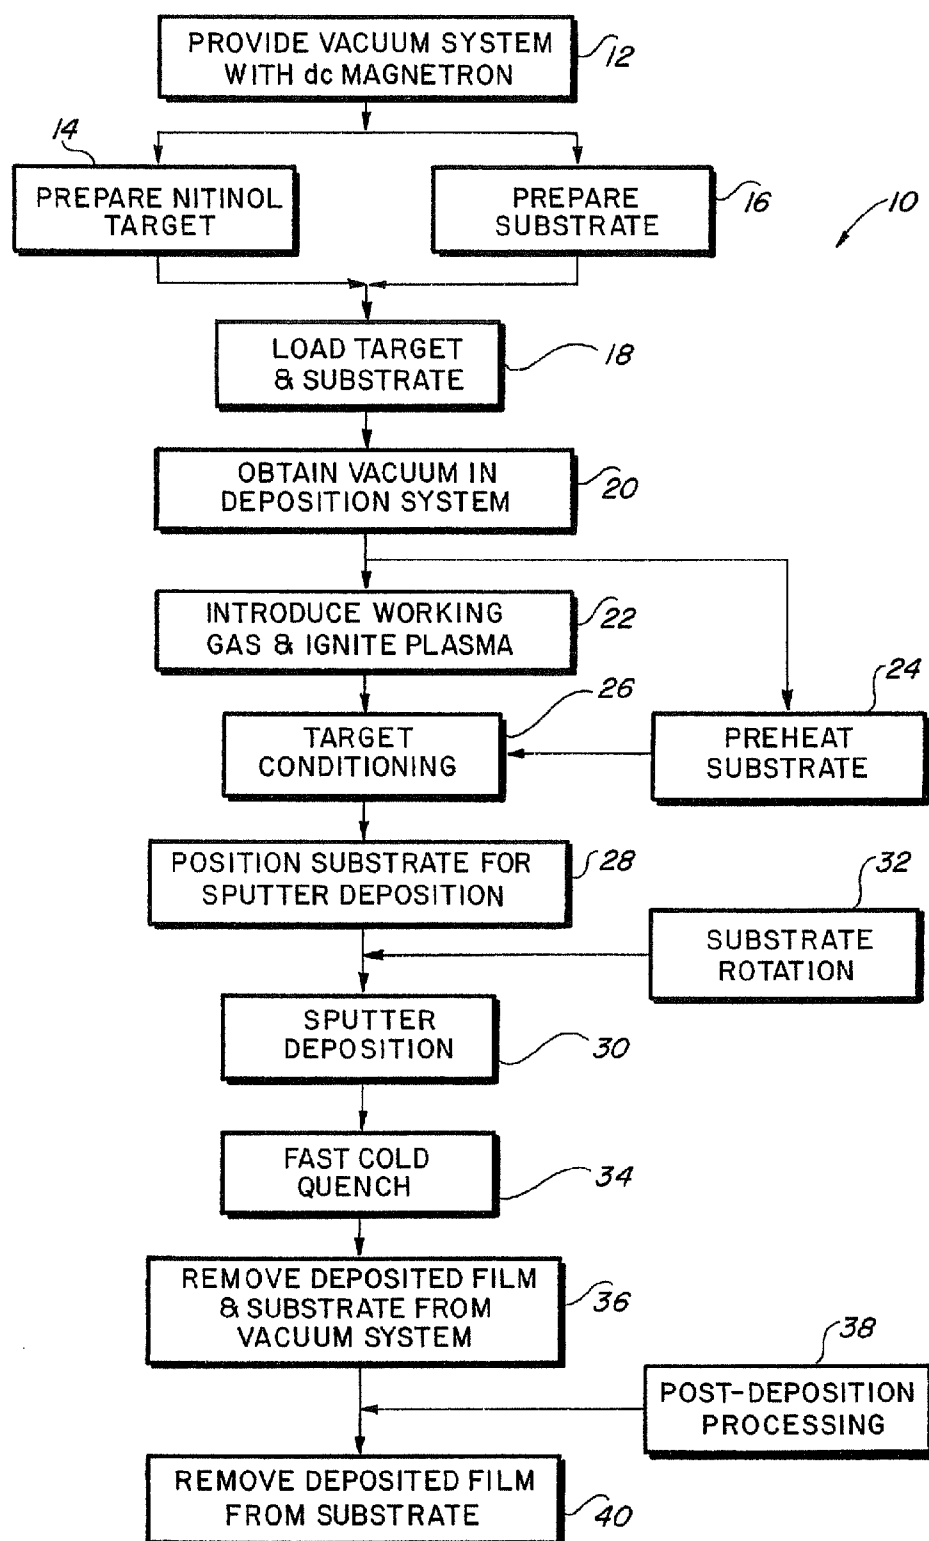 PROVIDE VACUUM SYSTEM
WITH dc MAGNETRON
12
14
PREPARE NITINOL
TARGET
PREPARE
SUBSTRATE
16
10
LOAD TARGET
& SUBSTRATE
18
OBTAIN VACUUM IN
DEPOSITION SYSTEM
20
INTRODUCE WORKING
GAS & IGNITE PLASMA
22
24
26
TARGET
CONDITIONING
PREHEAT
SUBSTRATE
POSITION SUBSTRATE FOR
SPUTTER DEPOSITION
28
32
SUBSTRATE
ROTATION
SPUTTER
DEPOSITION
30
FAST COLD
QUENCH
34
REMOVE DEPOSITED FILM
& SUBSTRATE FROM
VACUUM SYSTEM
36
38
POST-DEPOSITION
PROCESSING
REMOVE DEPOSITED FILM
FROM SUBSTRATE
40